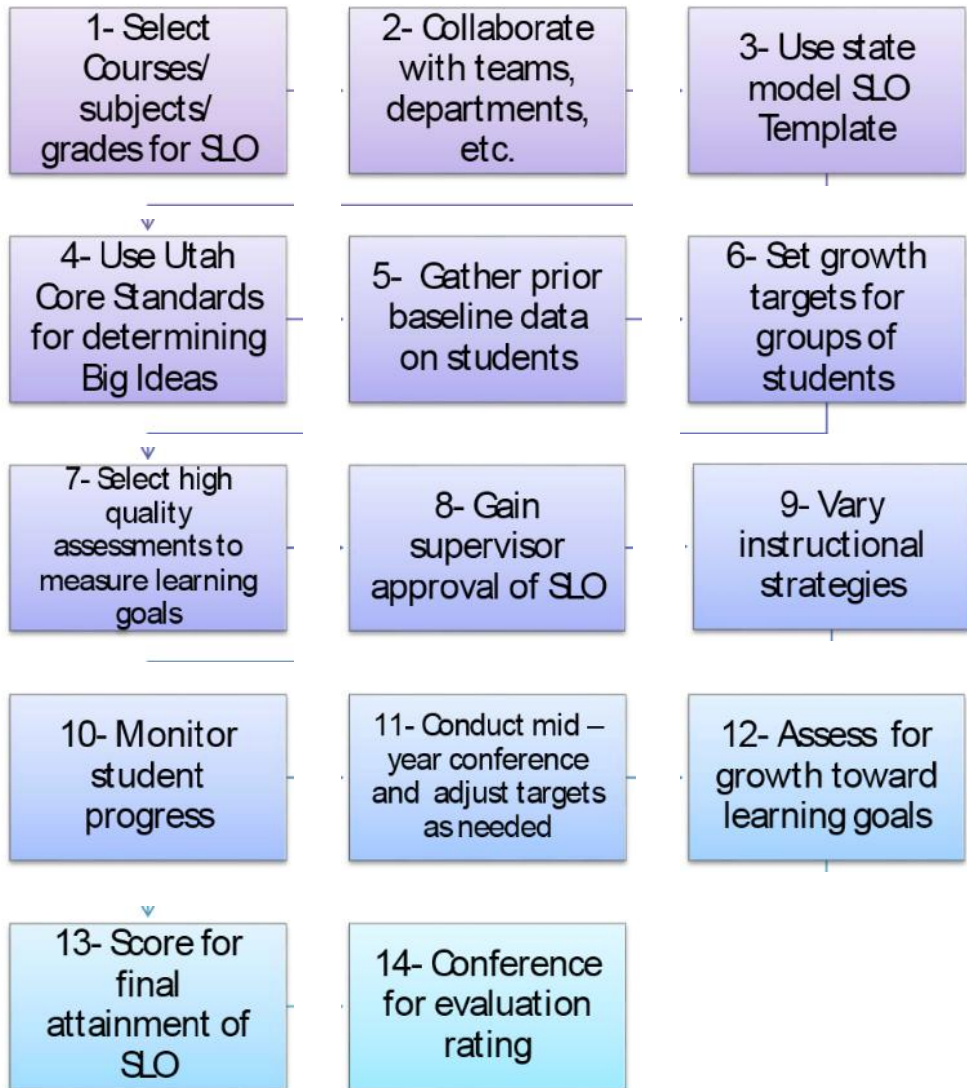 1- Select
Courses/
subjects/
grades for SLO
2- Collaborate
with teams,
departments,
etc.
3- Use state
model SLO
Template
4- Use Utah
Core Standards
for determining
Big Ideas
5- Gather prior
baseline data
on students
6- Set growth
targets for
groups of
students
7- Select high
quality
assessments to
measure learning
goals
8- Gain
supervisor
approval of SLO
9- Vary
instructional
strategies
10- Monitor
student
progress
11- Conduct mid –
year conference
and adjust targets
as needed
12- Assess for
growth toward
learning goals
13- Score for
final
attainment of
SLO
14- Conference
for evaluation
rating